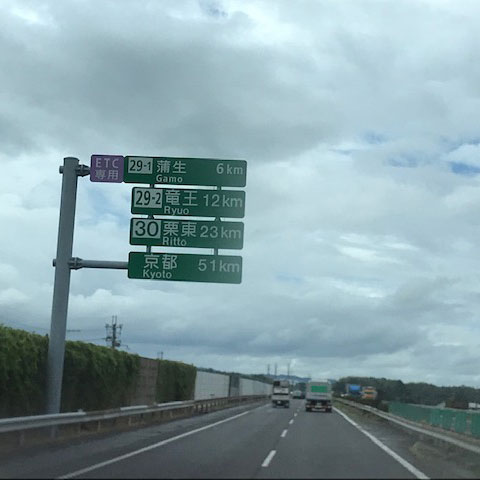 ETC
専用
29-1 蒲生 6km
Gamo
29-2 竜王 12km
Ryuo
30 栗東 23km
Ritto
京都 51km
Kyoto